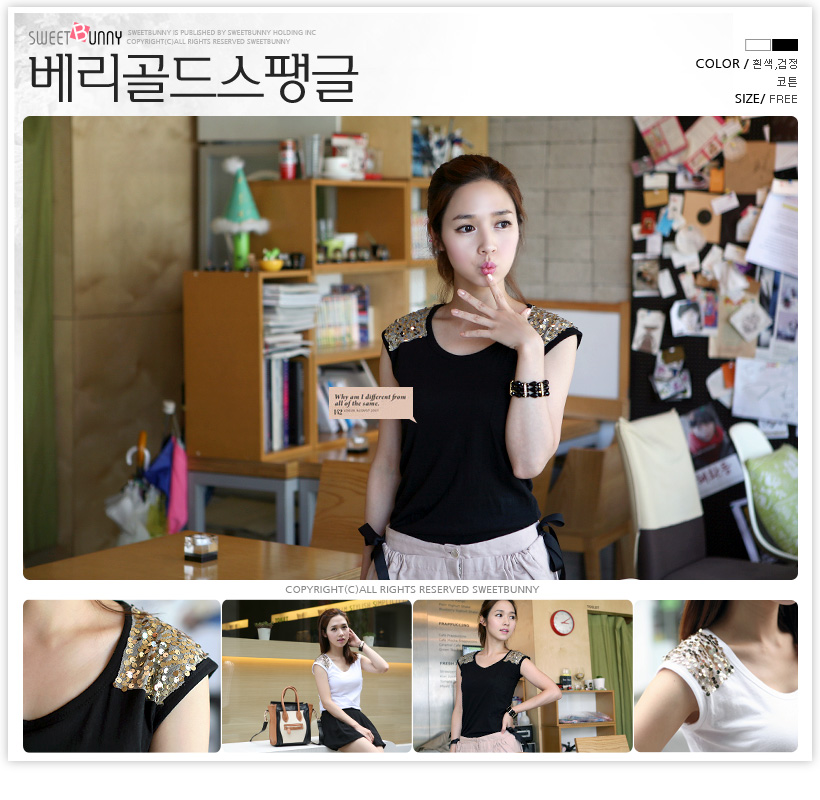 SWEETBUNNY
SWEETBUNNY IS PUBLISHED BY SWEETBUNNY HOLDING INC
COPYRIGHT(C)ALL RIGHTS RESERVED SWEETBUNNY
베리골드스팽글
COLOR / 흰색,검정
코튼
SIZE/ FREE
Why am I different from
all of the same.
COPYRIGHT(C)ALL RIGHTS RESERVED SWEETBUNNY
FRAPPUCCINO